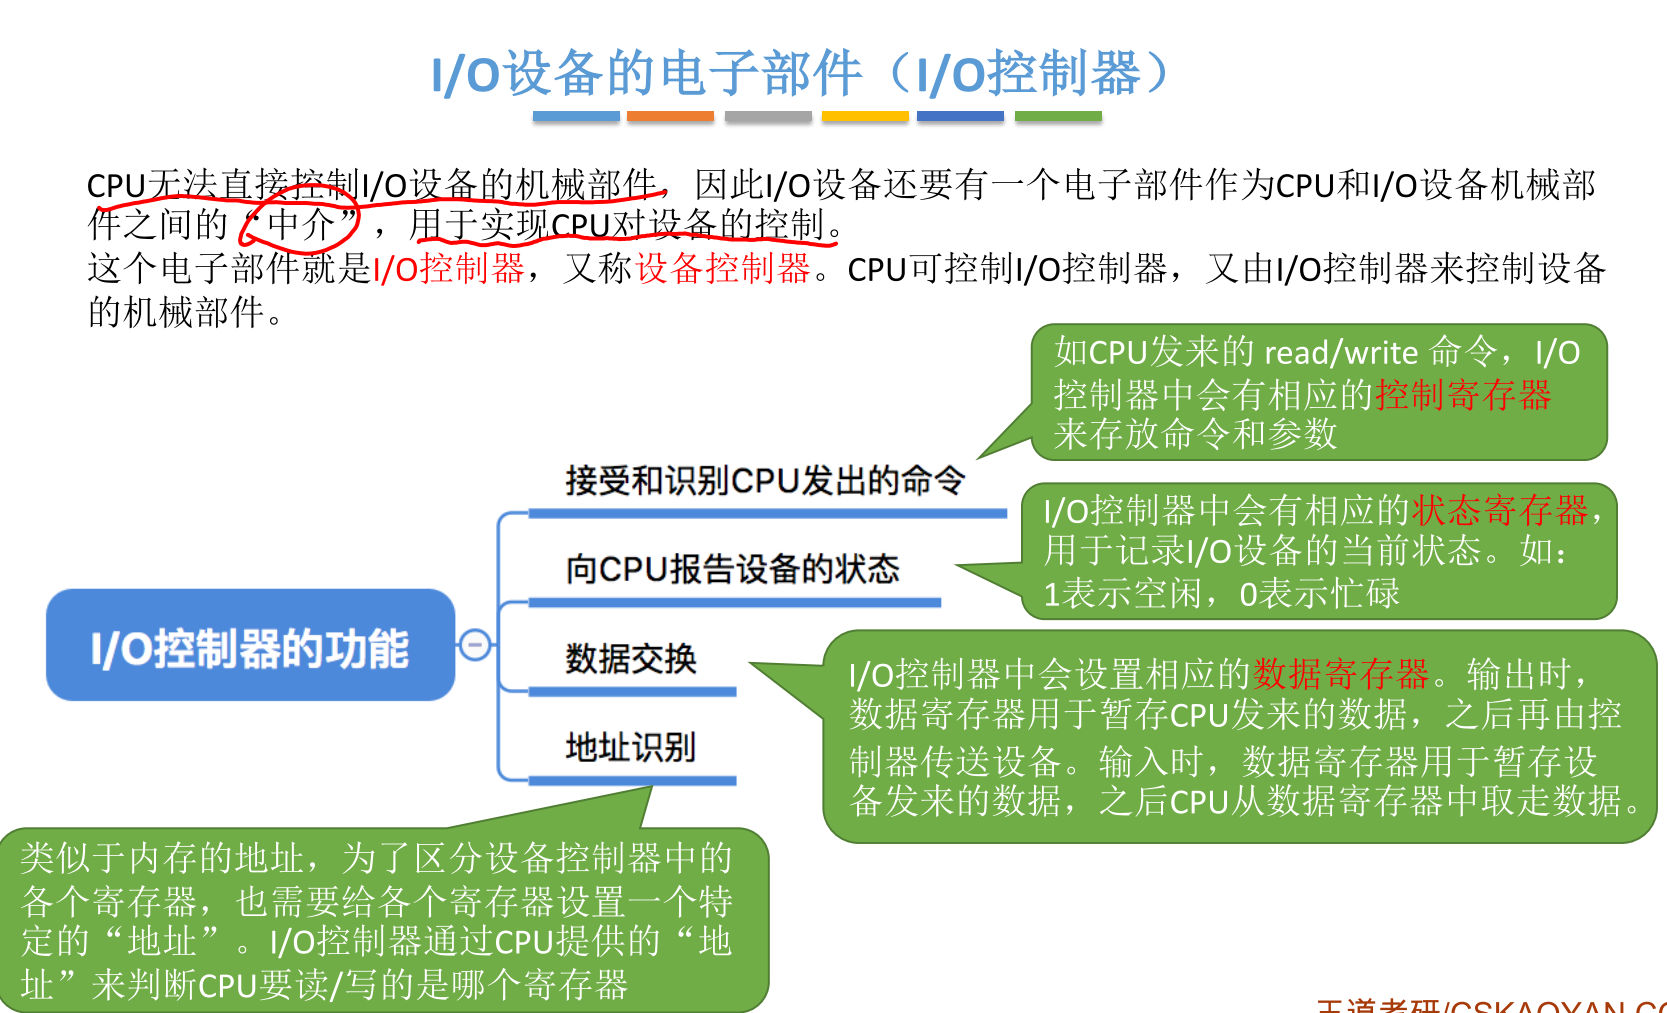 I/O设备的电子部件（I/O控制器）
CPU无法直接控制I/O设备的机械部件，因此I/O设备还要有一个电子部件作为CPU和I/O设备机械部
件之间的“中介”，用于实现CPU对设备的控制。
这个电子部件就是I/O控制器，又称设备控制器。CPU可控制I/O控制器，又由I/O控制器来控制设备
的机械部件。
如CPU发来的 read/write 命令，I/O
控制器中会有相应的控制寄存器
来存放命令和参数
接受和识别CPU发出的命令
I/O控制器中会有相应的状态寄存器，
用于记录I/O设备的当前状态。如：
1表示空闲，0表示忙碌
向CPU报告设备的状态
I/O控制器的功能
数据交换
I/O控制器中会设置相应的数据寄存器。输出时，
数据寄存器用于暂存CPU发来的数据，之后再由控
制器传送设备。输入时，数据寄存器用于暂存设
备发来的数据，之后CPU从数据寄存器中取走数据。
地址识别
类似于内存的地址，为了区分设备控制器中的
各个寄存器，也需要给各个寄存器设置一个特
定的“地址”。I/O控制器通过CPU提供的“地
址”来判断CPU要读/写的是哪个寄存器
王道考研/CSKAOYAN.CO